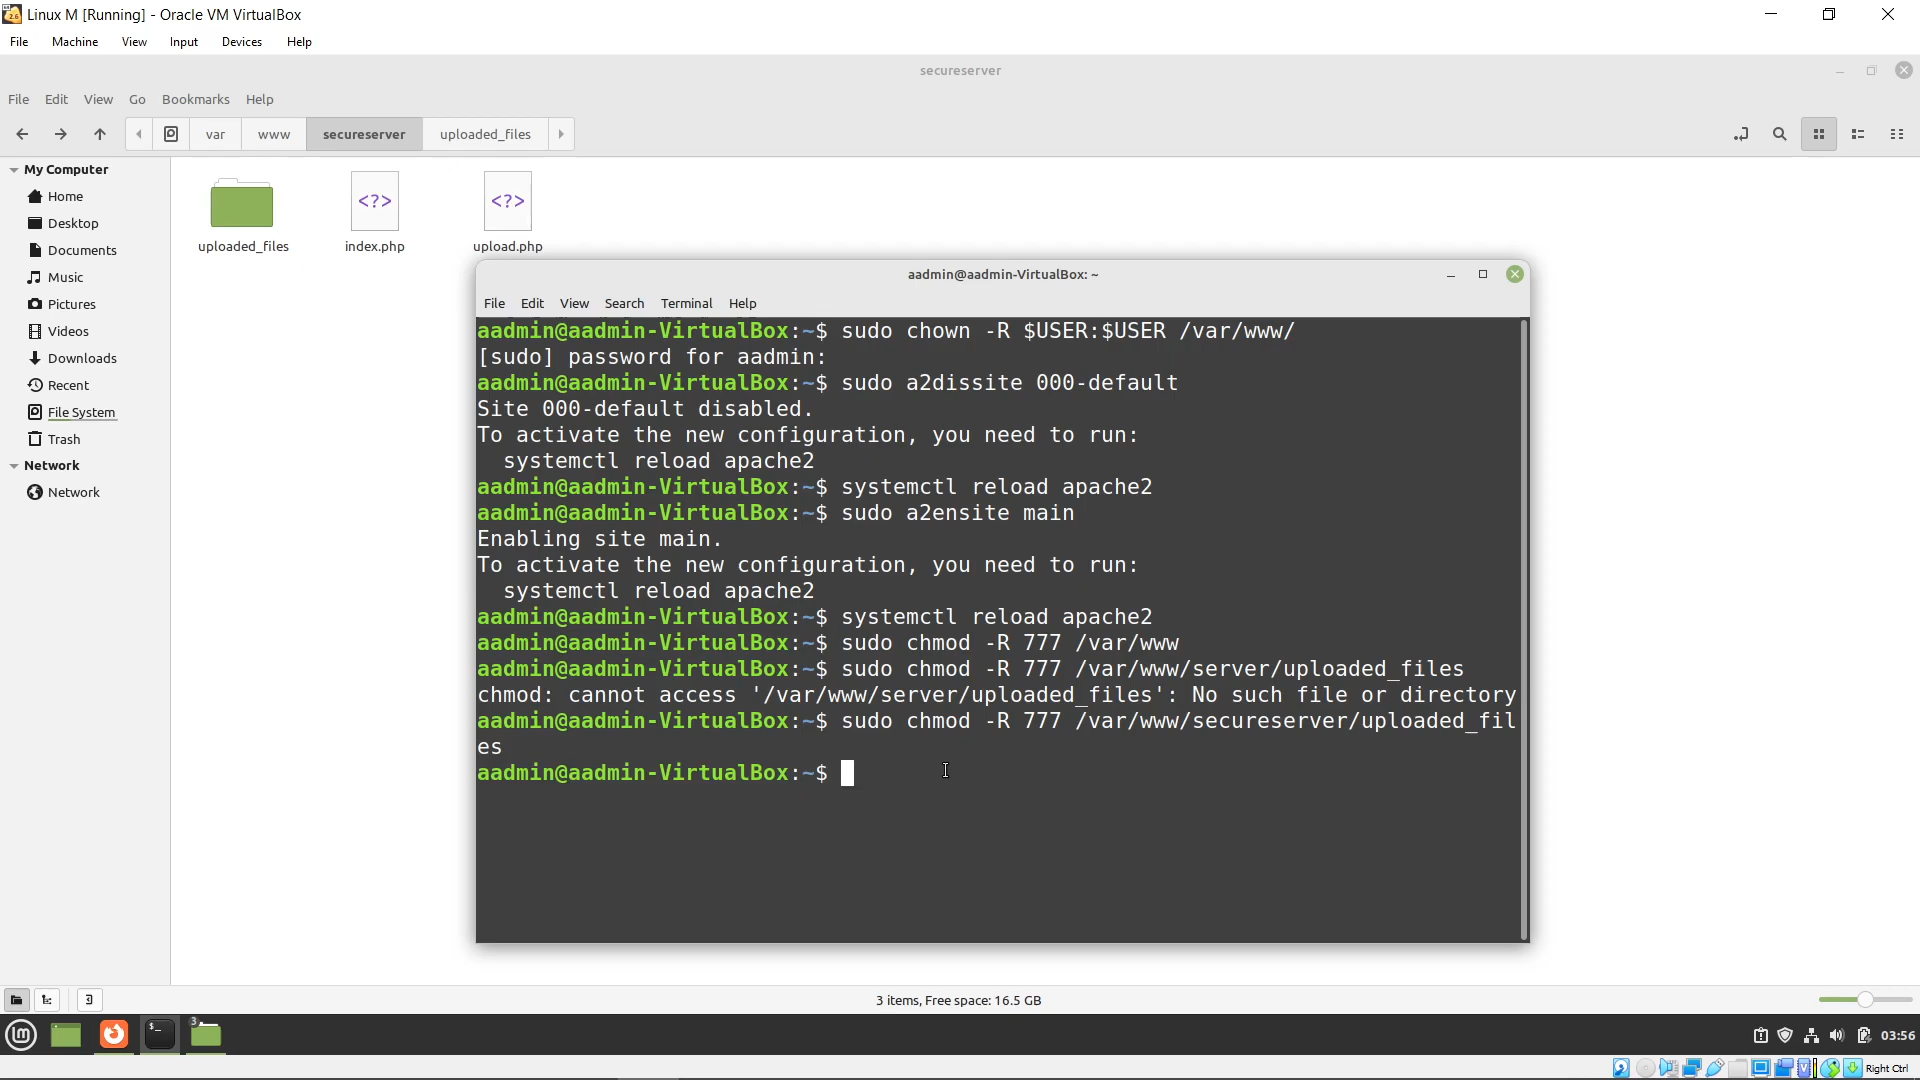 Linux M [Running] - Oracle VM VirtualBox
File Machine View Input Devices Help
secureserver
File Edit View Go Bookmarks Help
var www secureserver uploaded_files
My Computer
Home
Desktop
Documents
Music
Pictures
Videos
Downloads
Recent
File System
Trash
Network
Network
<?> <?>
uploaded_files index.php upload.php
aadmin@aadmin-VirtualBox: ~
File Edit View Search Terminal Help
aadmin@aadmin-VirtualBox:~$ sudo chown -R $USER:$USER /var/www/
[sudo] password for aadmin:
aadmin@aadmin-VirtualBox:~$ sudo a2dissite 000-default
Site 000-default disabled.
To activate the new configuration, you need to run:
  systemctl reload apache2
aadmin@aadmin-VirtualBox:~$ systemctl reload apache2
aadmin@aadmin-VirtualBox:~$ sudo a2ensite main
Enabling site main.
To activate the new configuration, you need to run:
  systemctl reload apache2
aadmin@aadmin-VirtualBox:~$ systemctl reload apache2
aadmin@aadmin-VirtualBox:~$ sudo chmod -R 777 /var/www
aadmin@aadmin-VirtualBox:~$ sudo chmod -R 777 /var/www/server/uploaded_files
chmod: cannot access '/var/www/server/uploaded_files': No such file or directory
aadmin@aadmin-VirtualBox:~$ sudo chmod -R 777 /var/www/secureserver/uploaded_fil
es
aadmin@aadmin-VirtualBox:~$
3 items, Free space: 16.5 GB
3
03:56
Right Ctrl